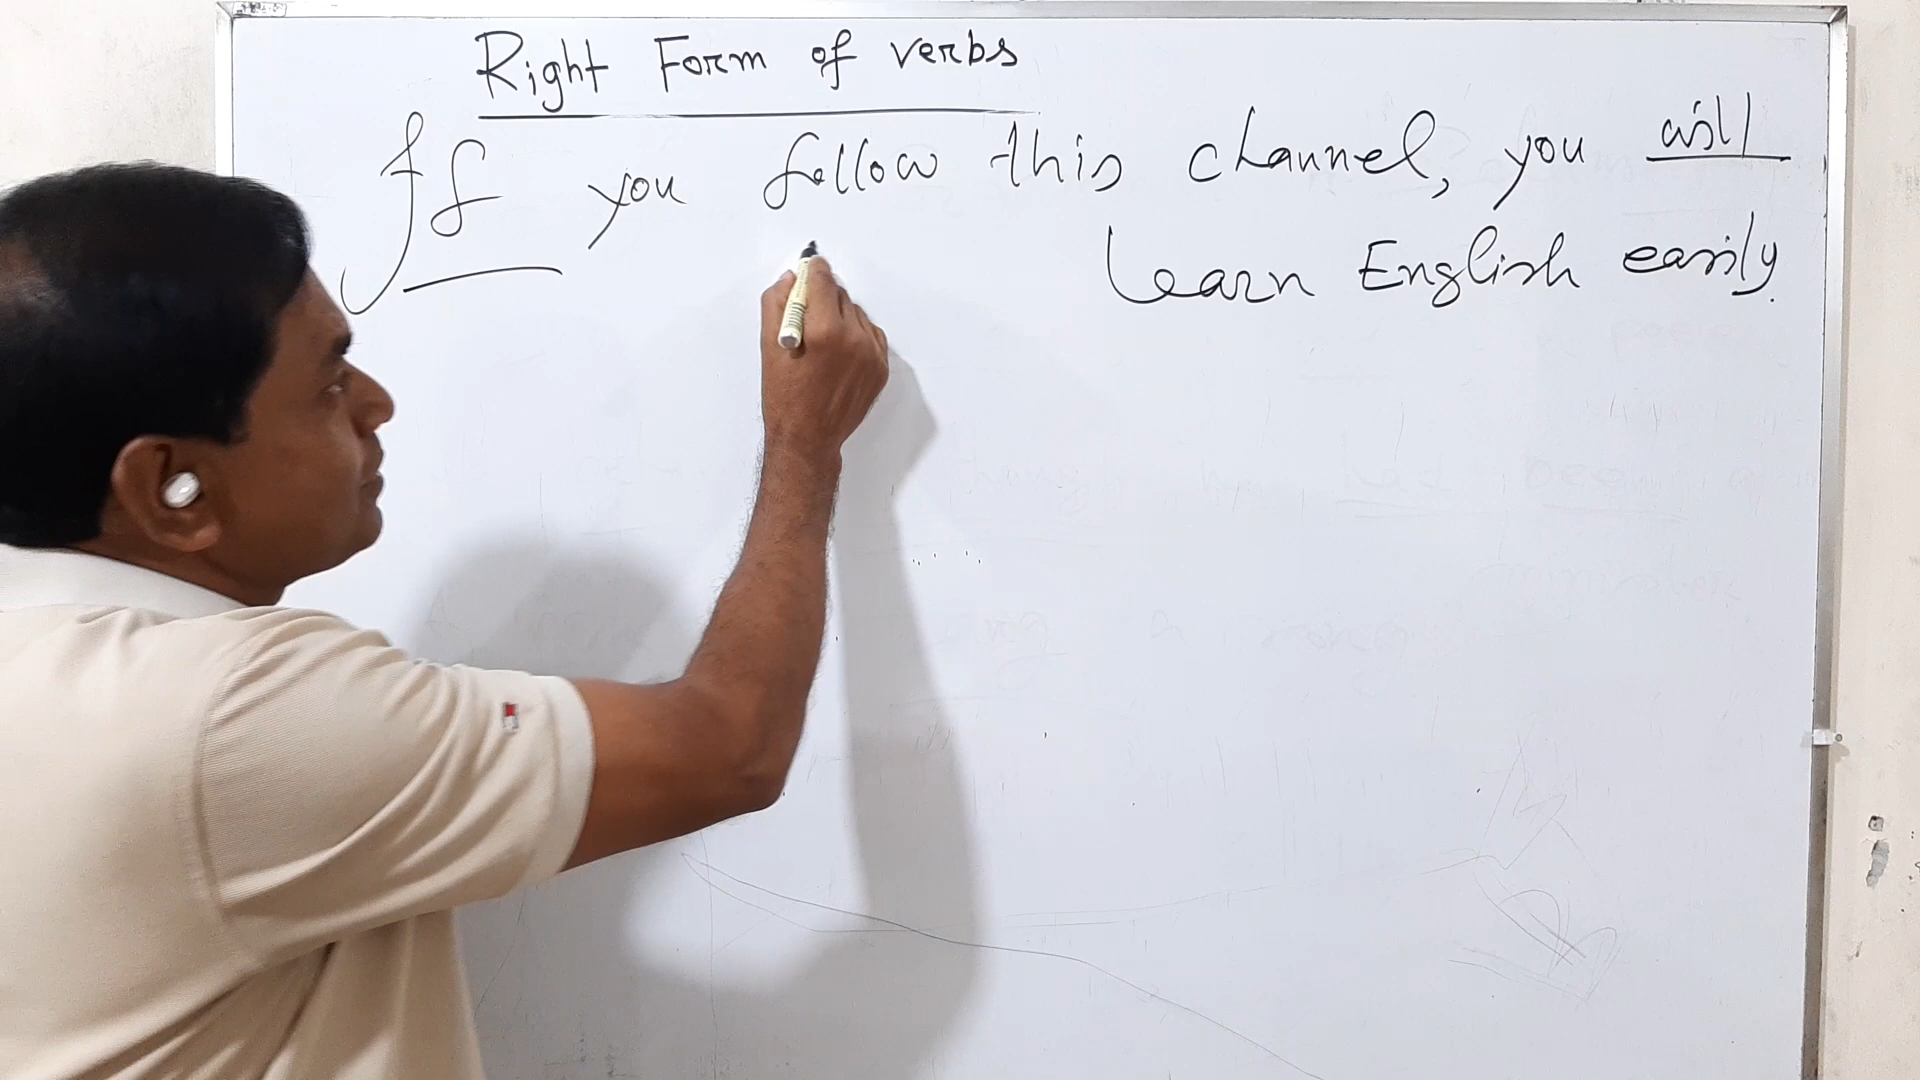 Right Form of verbs
If you follow this channel, you will
learn English easily.